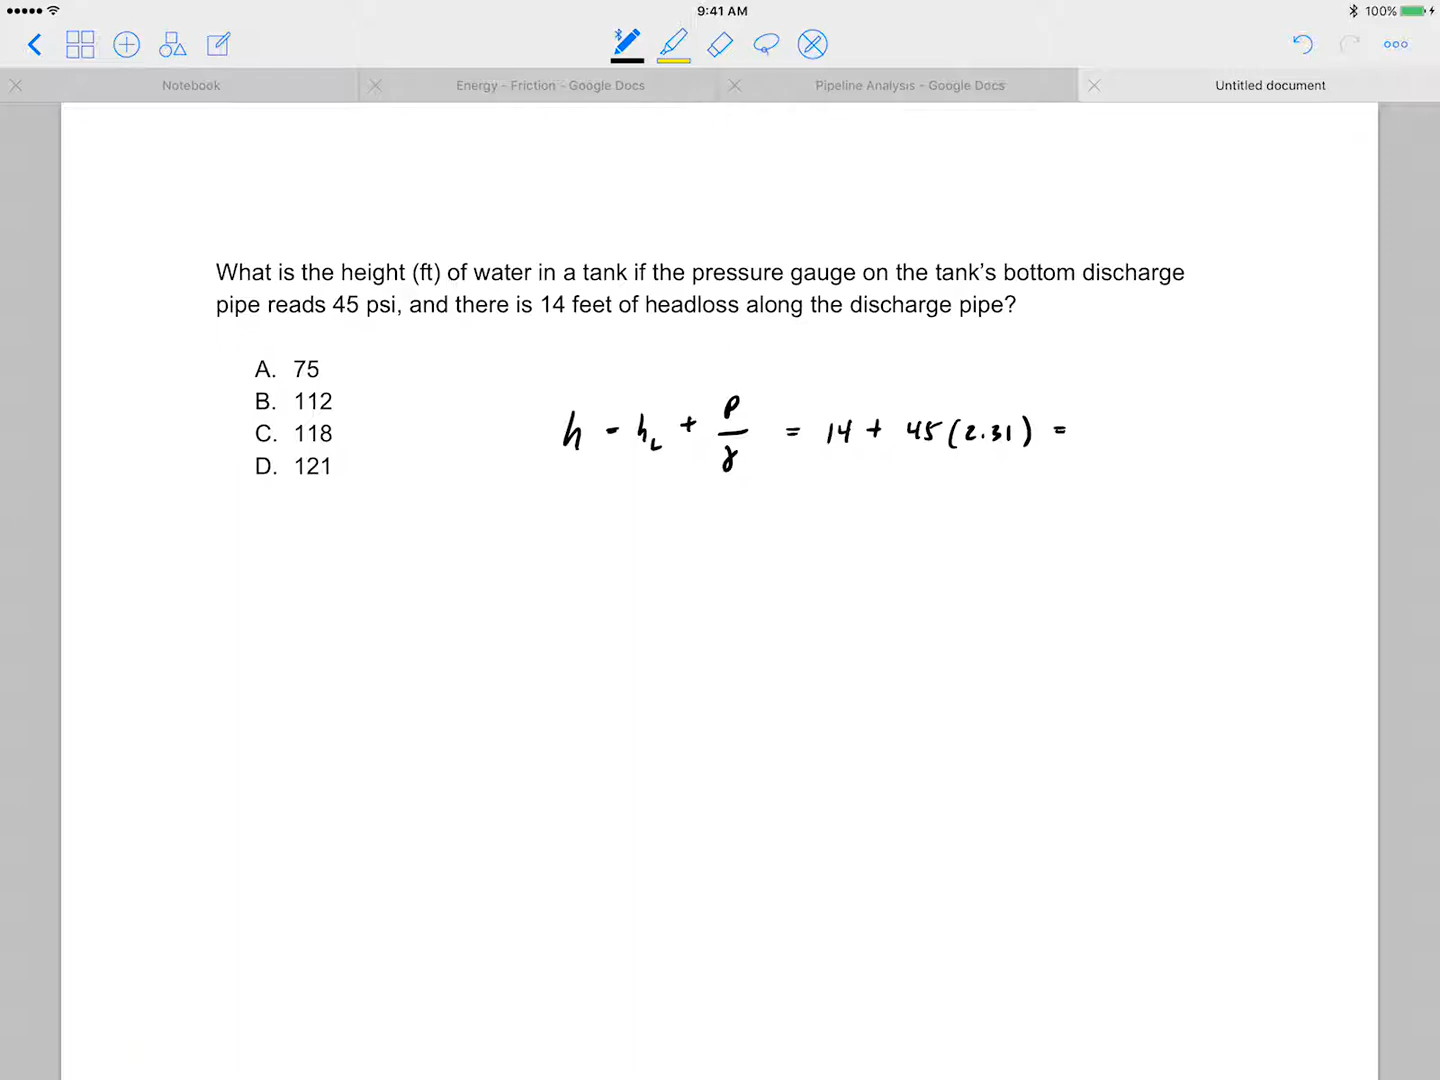 9:41 AM
100%
Notebook
Energy - Friction - Google Docs
Pipeline Analysis - Google Docs
Untitled document
What is the height (ft) of water in a tank if the pressure gauge on the tank's bottom discharge
pipe reads 45 psi, and there is 14 feet of headloss along the discharge pipe?
A. 75
B. 112
C. 118
D. 121
h - h_L + P/γ = 14 + 45(2.31) =